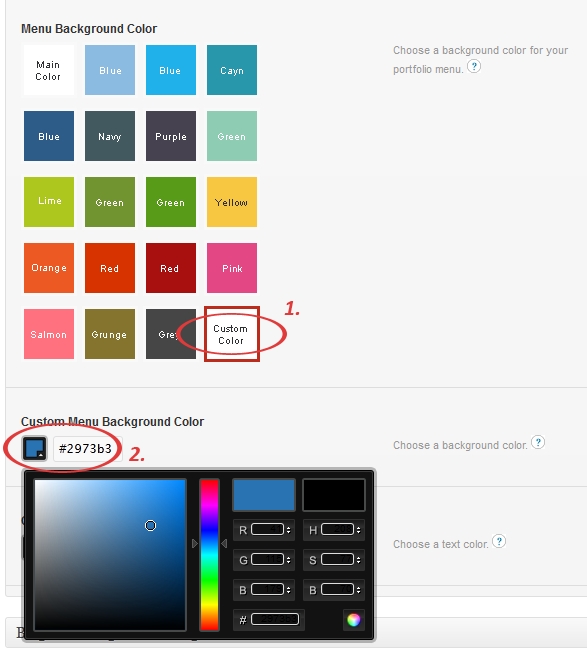 Menu Background Color
Main
Color
Blue
Blue
Cayn
Choose a background color for your
portfolio menu. ?
Blue
Navy
Purple
Green
Lime
Green
Green
Yellow
Orange
Red
Red
Pink
Salmon
Grunge
Grey
Custom
Color
1.
Custom Menu Background Color
#2973b3
2.
Choose a background color. ?
R
H
G
S
B
B
#
Choose a text color. ?